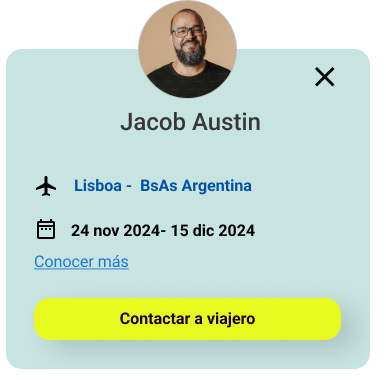 Jacob Austin
Lisboa - BsAs Argentina
24 nov 2024- 15 dic 2024
Conocer más
Contactar a viajero